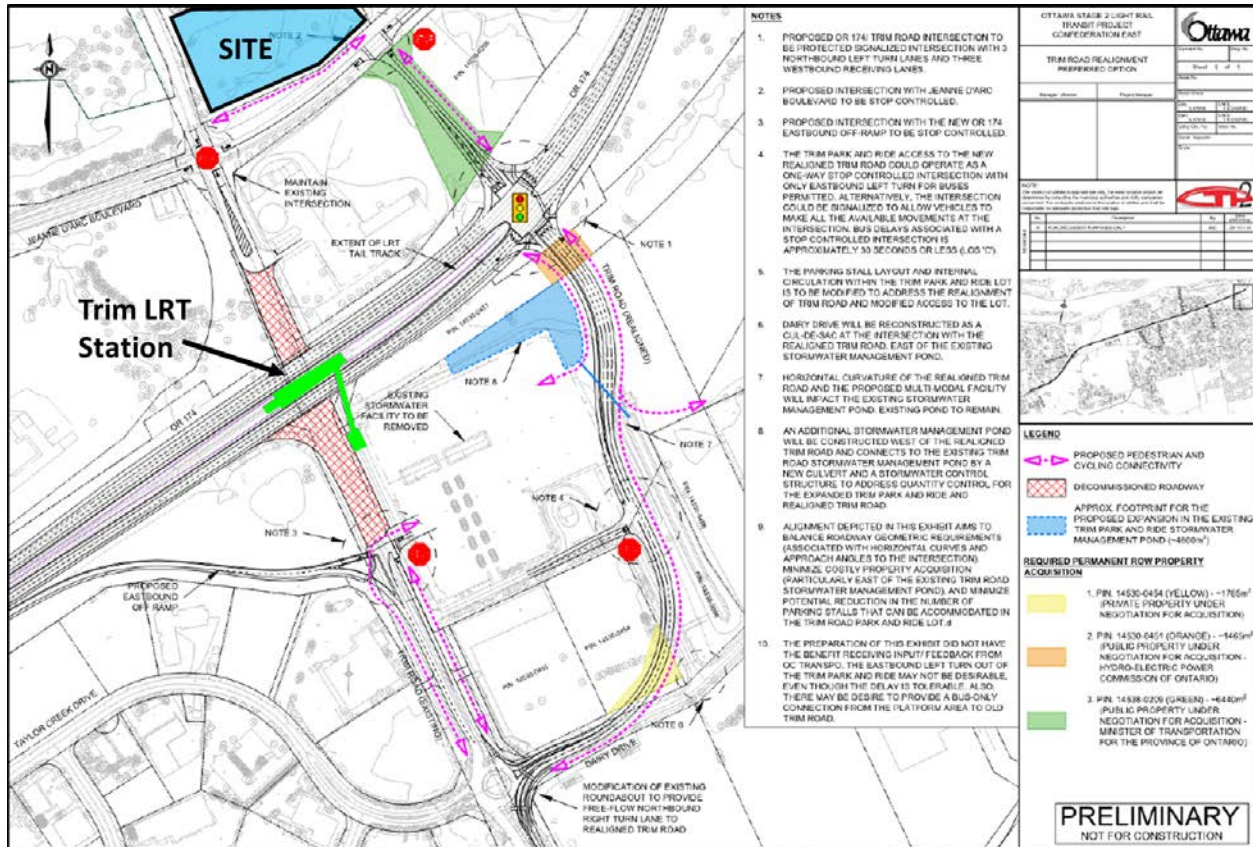 SITE
NOTE 2
MAINTAIN
EXISTING
INTERSECTION
JEANNE D'ARC BOULEVARD
EXTENT OF LRT
TAIL TRACK
OR 174
NOTE 1
TRIM ROAD (REALIGNED)
Trim LRT
Station
OR 174
NOTE 8
EXISTING
STORMWATER
FACILITY TO BE
REMOVED
NOTE 7
NOTE 4
NOTE 3
PROPOSED
EASTBOUND
OFF RAMP
TAYLOR CREEK DRIVE
TRIM ROAD (EXISTING)
NOTE 6
DAIRY DRIVE
MODIFICATION OF EXISTING
ROUNDABOUT TO PROVIDE
FREE-FLOW NORTHBOUND
RIGHT TURN LANE TO
REALIGNED TRIM ROAD
NOTES
1. PROPOSED OR 174/ TRIM ROAD INTERSECTION TO
BE PROTECTED SIGNALIZED INTERSECTION WITH 3
NORTHBOUND LEFT TURN LANES AND THREE
WESTBOUND RECEIVING LANES.
2. PROPOSED INTERSECTION WITH JEANNE D'ARC
BOULEVARD TO BE STOP CONTROLLED.
3. PROPOSED INTERSECTION WITH THE NEW OR 174
EASTBOUND OFF-RAMP TO BE STOP CONTROLLED.
4. THE TRIM PARK AND RIDE ACCESS TO THE NEW
REALIGNED TRIM ROAD COULD OPERATE AS A
ONE-WAY STOP CONTROLLED INTERSECTION WITH
ONLY EASTBOUND LEFT TURN FOR BUSES
PERMITTED. ALTERNATIVELY, THE INTERSECTION
COULD BE SIGNALIZED TO ALLOW VEHICLES TO
MAKE ALL THE AVAILABLE MOVEMENTS AT THE
INTERSECTION. BUS DELAYS ASSOCIATED WITH A
STOP CONTROLLED INTERSECTION IS
APPROXIMATELY 30 SECONDS OR LESS (LOS 'C').
5. THE PARKING STALL LAYOUT AND INTERNAL
CIRCULATION WITHIN THE TRIM PARK AND RIDE LOT
IS TO BE MODIFIED TO ADDRESS THE REALIGNMENT
OF TRIM ROAD AND MODIFIED ACCESS TO THE LOT.
6. DAIRY DRIVE WILL BE RECONSTRUCTED AS A
CUL-DE-SAC AT THE INTERSECTION WITH THE
REALIGNED TRIM ROAD, EAST OF THE EXISTING
STORMWATER MANAGEMENT POND.
7. HORIZONTAL CURVATURE OF THE REALIGNED TRIM
ROAD AND THE PROPOSED MULTI-MODAL FACILITY
WILL IMPACT THE EXISTING STORMWATER
MANAGEMENT POND. EXISTING POND TO REMAIN.
8. AN ADDITIONAL STORMWATER MANAGEMENT POND
WILL BE CONSTRUCTED WEST OF THE REALIGNED
TRIM ROAD AND CONNECTS TO THE EXISTING TRIM
ROAD STORMWATER MANAGEMENT POND BY A
NEW CULVERT AND A STORMWATER CONTROL
STRUCTURE TO ADDRESS QUANTITY CONTROL FOR
THE EXPANDED TRIM PARK AND RIDE AND
REALIGNED TRIM ROAD.
9. ALIGNMENT DEPICTED IN THIS EXHIBIT AIMS TO
BALANCE ROADWAY GEOMETRIC REQUIREMENTS
(ASSOCIATED WITH HORIZONTAL CURVES AND
APPROACH ANGLES TO THE INTERSECTION)
MINIMIZE COSTLY PROPERTY ACQUISITION
(PARTICULARLY EAST OF THE EXISTING TRIM ROAD
STORMWATER MANAGEMENT POND), AND MINIMIZE
POTENTIAL REDUCTION IN THE NUMBER OF
PARKING STALLS THAT CAN BE ACCOMMODATED IN
THE TRIM ROAD PARK AND RIDE LOT.d
10. THE PREPARATION OF THIS EXHIBIT DID NOT HAVE
THE BENEFIT RECEIVING INPUT/ FEEDBACK FROM
OC TRANSPO. THE EASTBOUND LEFT TURN OUT OF
THE TRIM PARK AND RIDE MAY NOT BE DESIRABLE,
EVEN THOUGH THE DELAY IS TOLERABLE. ALSO,
THERE MAY BE DESIRE TO PROVIDE A BUS-ONLY
CONNECTION FROM THE PLATFORM AREA TO OLD
TRIM ROAD.
OTTAWA STAGE 2 LIGHT RAIL
TRANSIT PROJECT
CONFEDERATION EAST
Ottawa
TRIM ROAD REALIGNMENT
PREFERRED OPTION
LEGEND
PROPOSED PEDESTRIAN AND
CYCLING CONNECTIVITY
DECOMMISSIONED ROADWAY
APPROX. FOOTPRINT FOR THE
PROPOSED EXPANSION IN THE EXISTING
TRIM PARK AND RIDE STORMWATER
MANAGEMENT POND (~4600m²)
REQUIRED PERMANENT ROW PROPERTY
ACQUISITION
1. PIN. 14530-0454 (YELLOW) - ~1765m²
(PRIVATE PROPERTY UNDER
NEGOTIATION FOR ACQUISITION)
2. PIN. 14530-0451 (ORANGE) - ~1465m²
(PUBLIC PROPERTY UNDER
NEGOTIATION FOR ACQUISITION -
HYDRO-ELECTRIC POWER
COMMISSION OF ONTARIO)
3. PIN. 14538-0209 (GREEN) - ~6440m²
(PUBLIC PROPERTY UNDER
NEGOTIATION FOR ACQUISITION -
MINISTER OF TRANSPORTATION
FOR THE PROVINCE OF ONTARIO)
PRELIMINARY
NOT FOR CONSTRUCTION